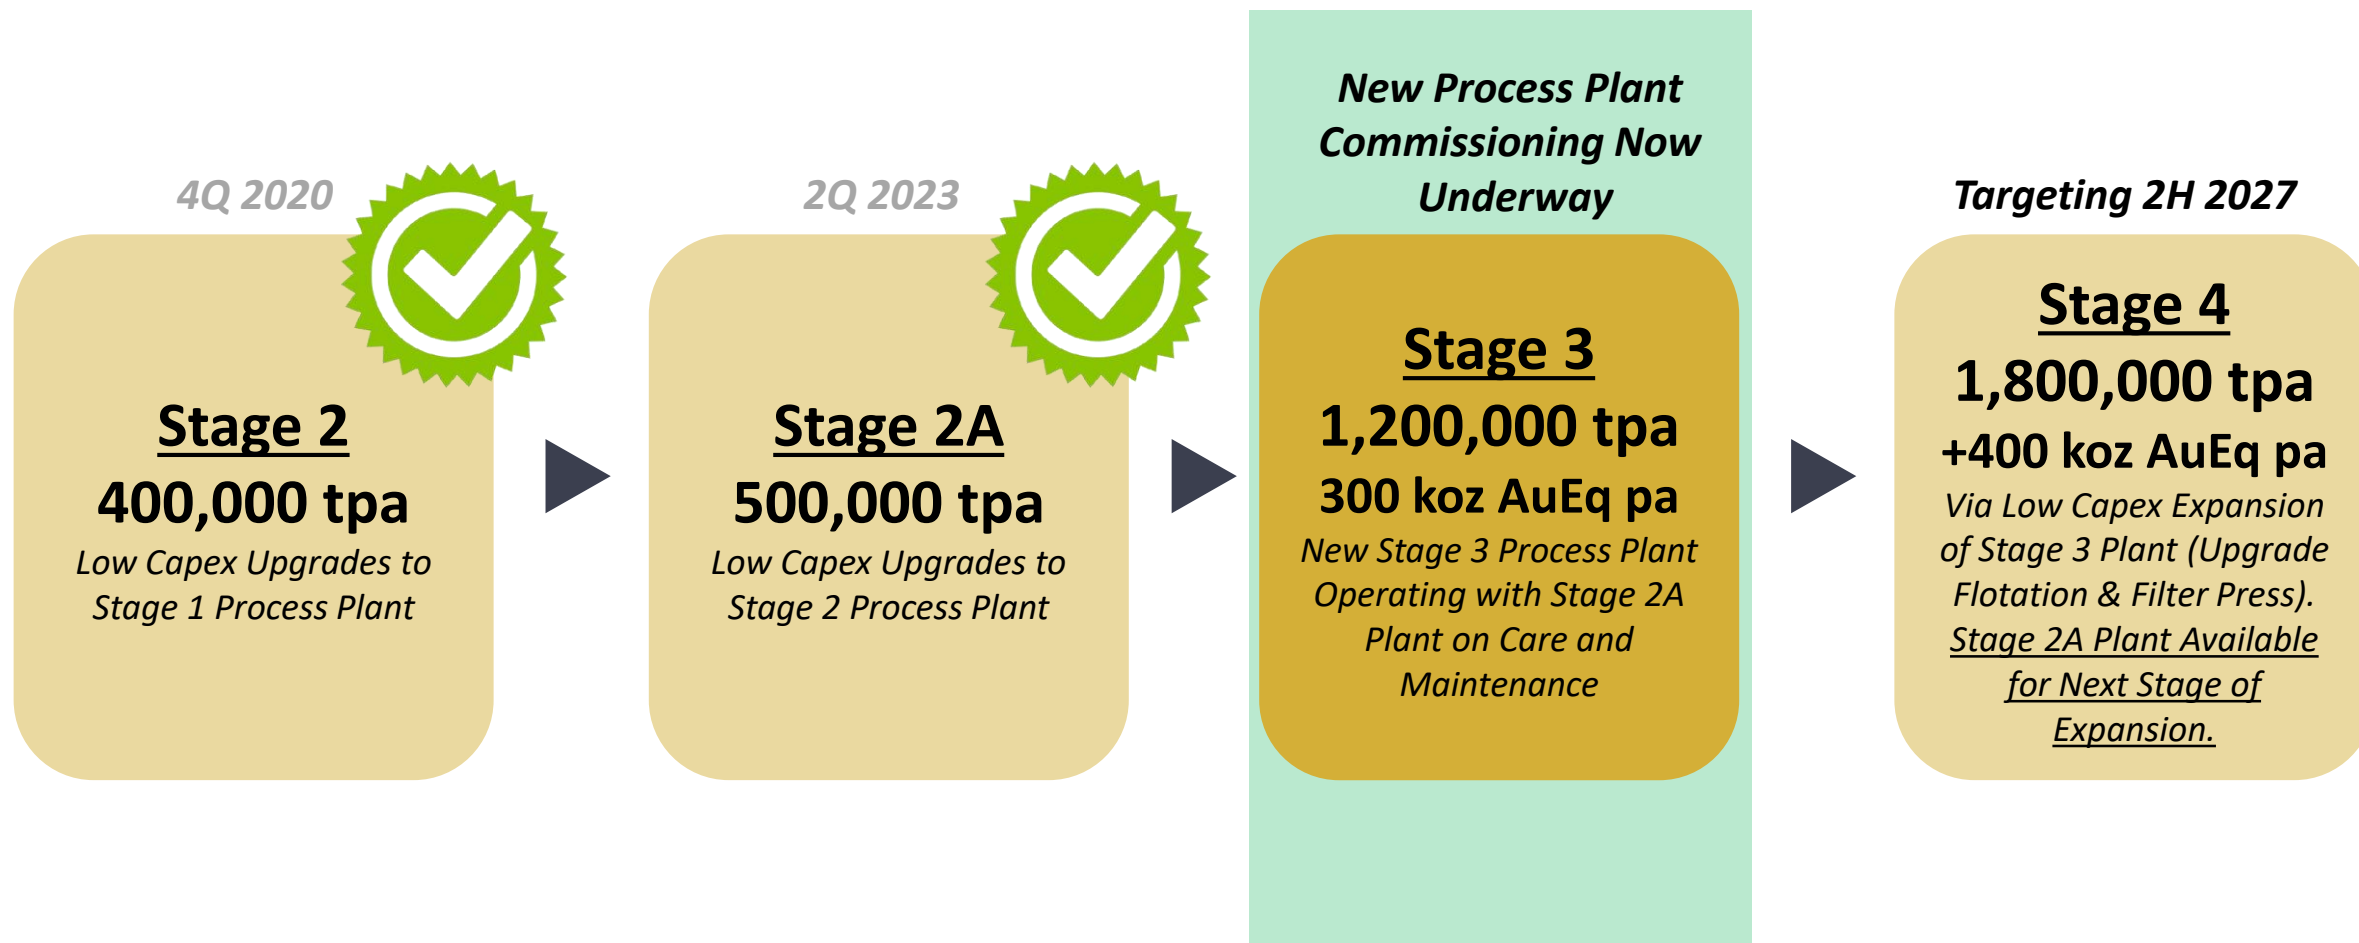 4Q 2020
Stage 2
400,000 tpa
Low Capex Upgrades to
Stage 1 Process Plant
2Q 2023
Stage 2A
500,000 tpa
Low Capex Upgrades to
Stage 2 Process Plant
New Process Plant
Commissioning Now
Underway
Stage 3
1,200,000 tpa
300 koz AuEq pa
New Stage 3 Process Plant
Operating with Stage 2A
Plant on Care and
Maintenance
Targeting 2H 2027
Stage 4
1,800,000 tpa
+400 koz AuEq pa
Via Low Capex Expansion
of Stage 3 Plant (Upgrade
Flotation & Filter Press).
Stage 2A Plant Available
for Next Stage of
Expansion.